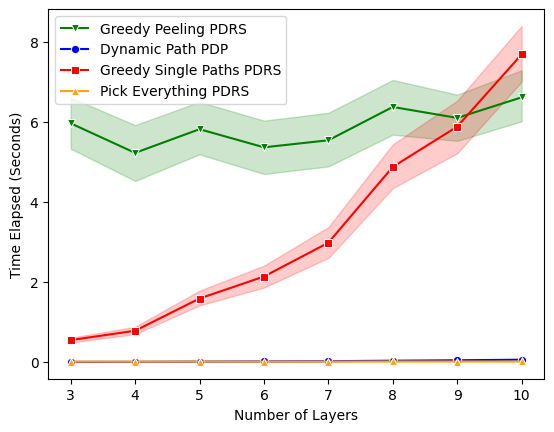 Greedy Peeling PDRS
Dynamic Path PDP
Greedy Single Paths PDRS
Pick Everything PDRS
Time Elapsed (Seconds)
8
6
4
2
0
3 4 5 6 7 8 9 10
Number of Layers